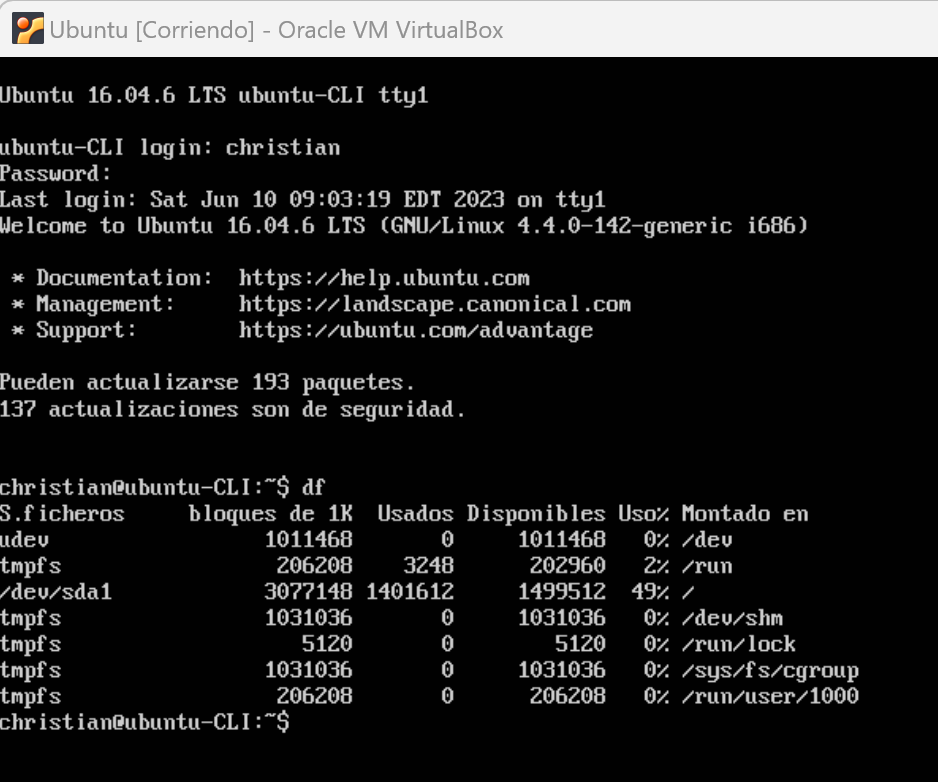 Ubuntu [Corriendo] - Oracle VM VirtualBox
Ubuntu 16.04.6 LTS ubuntu-CLI tty1
ubuntu-CLI login: christian
Password:
Last login: Sat Jun 10 09:03:19 EDT 2023 on tty1
Welcome to Ubuntu 16.04.6 LTS (GNU/Linux 4.4.0-142-generic i686)
* Documentation:  https://help.ubuntu.com
* Management:     https://landscape.canonical.com
* Support:        https://ubuntu.com/advantage
Pueden actualizarse 193 paquetes.
137 actualizaciones son de seguridad.
christian@ubuntu-CLI:~$ df
S.ficheros     bloques de 1K  Usados Disponibles Uso% Montado en
udev                 1011468       0     1011468   0% /dev
tmpfs                 206208    3248      202960   2% /run
/dev/sda1            3077148 1401612     1499512  49% /
tmpfs                1031036       0     1031036   0% /dev/shm
tmpfs                   5120       0        5120   0% /run/lock
tmpfs                1031036       0     1031036   0% /sys/fs/cgroup
tmpfs                 206208       0      206208   0% /run/user/1000
christian@ubuntu-CLI:~$